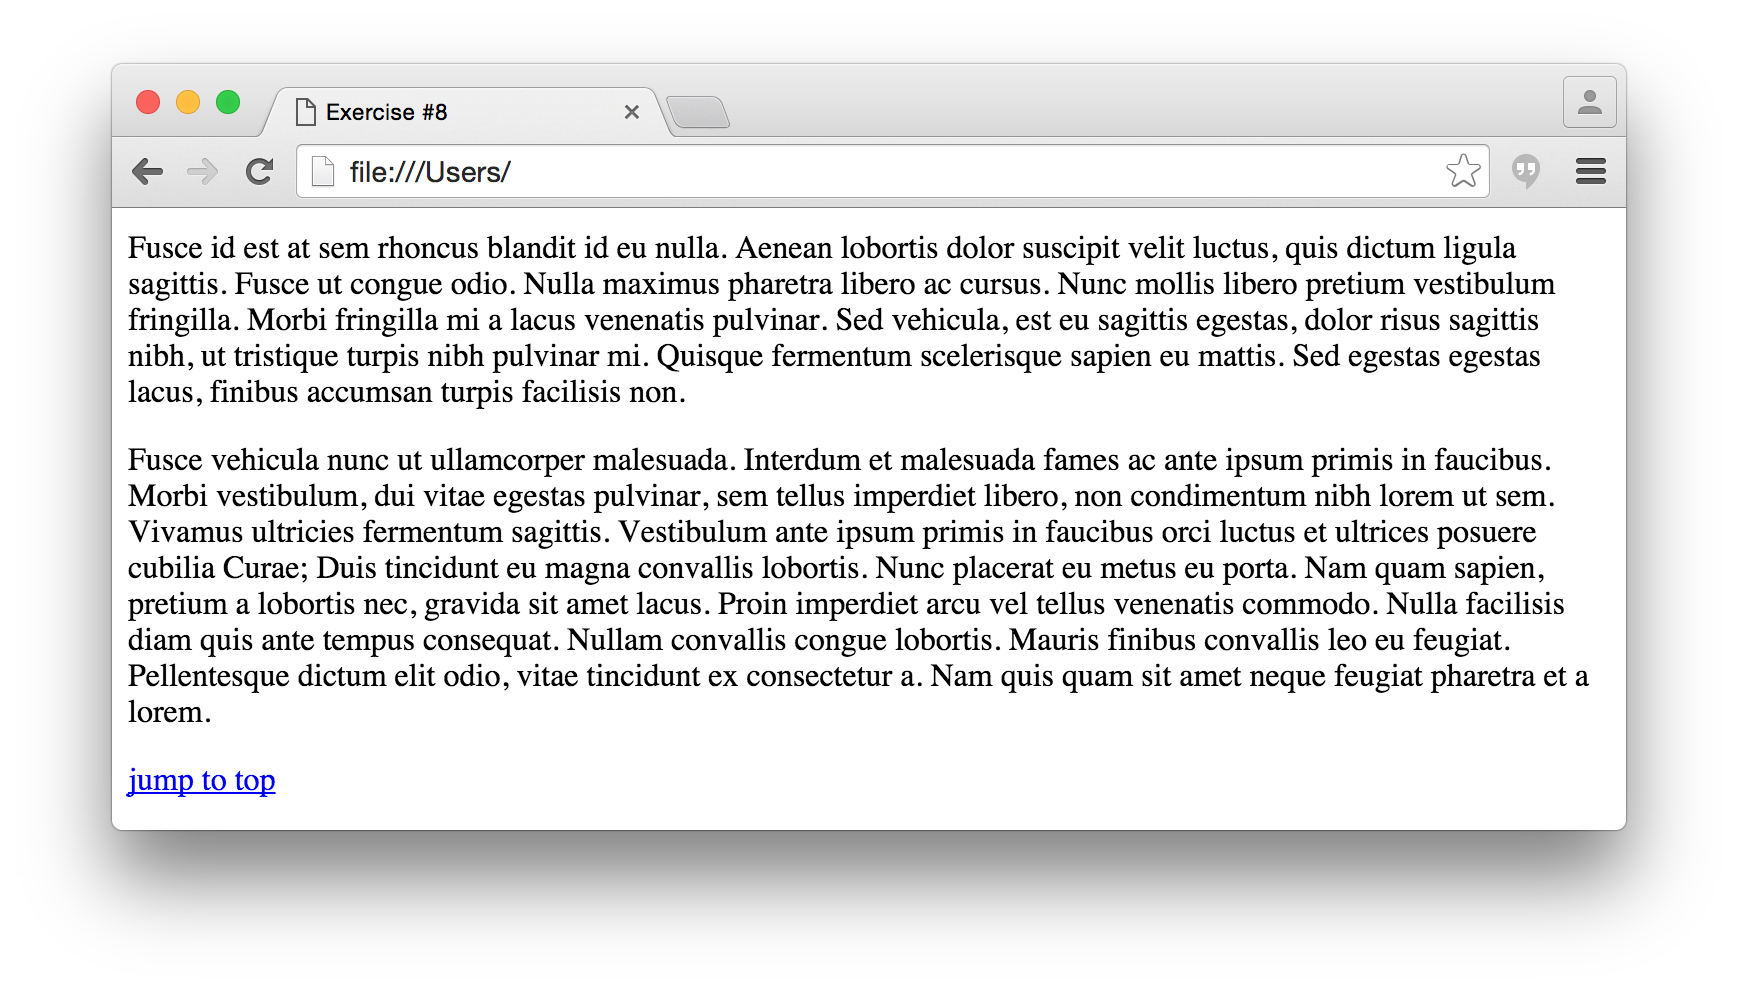 Exercise #8
file:///Users/
Fusce id est at sem rhoncus blandit id eu nulla. Aenean lobortis dolor suscipit velit luctus, quis dictum ligula
sagittis. Fusce ut congue odio. Nulla maximus pharetra libero ac cursus. Nunc mollis libero pretium vestibulum
fringilla. Morbi fringilla mi a lacus venenatis pulvinar. Sed vehicula, est eu sagittis egestas, dolor risus sagittis
nibh, ut tristique turpis nibh pulvinar mi. Quisque fermentum scelerisque sapien eu mattis. Sed egestas egestas
lacus, finibus accumsan turpis facilisis non.
Fusce vehicula nunc ut ullamcorper malesuada. Interdum et malesuada fames ac ante ipsum primis in faucibus.
Morbi vestibulum, dui vitae egestas pulvinar, sem tellus imperdiet libero, non condimentum nibh lorem ut sem.
Vivamus ultricies fermentum sagittis. Vestibulum ante ipsum primis in faucibus orci luctus et ultrices posuere
cubilia Curae; Duis tincidunt eu magna convallis lobortis. Nunc placerat eu metus eu porta. Nam quam sapien,
pretium a lobortis nec, gravida sit amet lacus. Proin imperdiet arcu vel tellus venenatis commodo. Nulla facilisis
diam quis ante tempus consequat. Nullam convallis congue lobortis. Mauris finibus convallis leo eu feugiat.
Pellentesque dictum elit odio, vitae tincidunt ex consectetur a. Nam quis quam sit amet neque feugiat pharetra et a
lorem.
jump to top